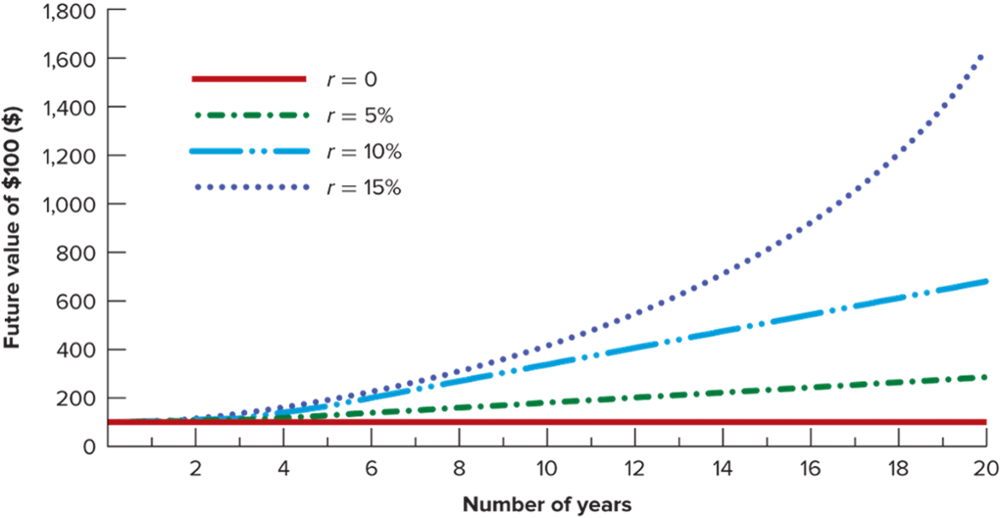 Future value of $100 ($)
1,800
1,600
1,400
1,200
1,000
800
600
400
200
0
r = 0
r = 5%
r = 10%
r = 15%
2 4 6 8 10 12 14 16 18 20
Number of years